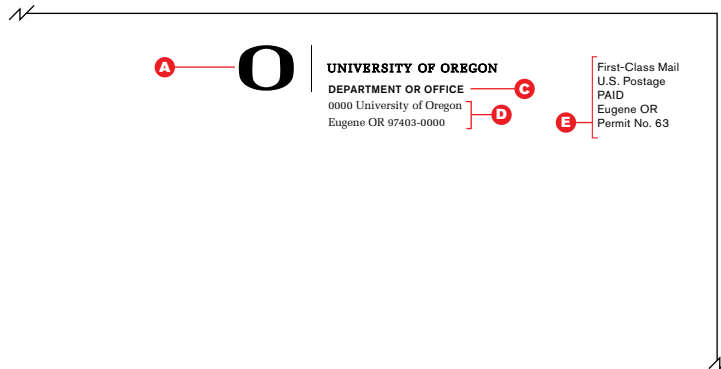 A
O
UNIVERSITY OF OREGON
DEPARTMENT OR OFFICE
C
0000 University of Oregon
Eugene OR 97403-0000
D
First-Class Mail
U.S. Postage
PAID
Eugene OR
Permit No. 63
E